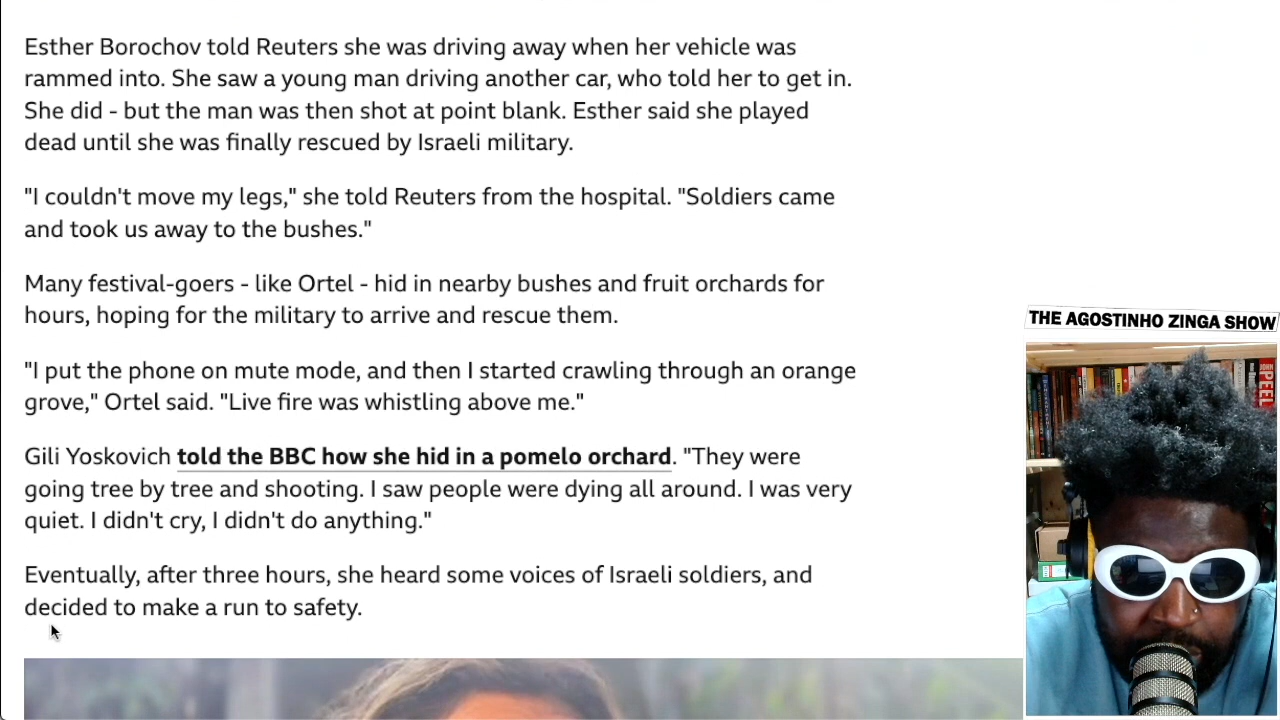 Esther Borochov told Reuters she was driving away when her vehicle was
rammed into. She saw a young man driving another car, who told her to get in.
She did - but the man was then shot at point blank. Esther said she played
dead until she was finally rescued by Israeli military.
"I couldn't move my legs," she told Reuters from the hospital. "Soldiers came
and took us away to the bushes."
Many festival-goers - like Ortel - hid in nearby bushes and fruit orchards for
hours, hoping for the military to arrive and rescue them.
"I put the phone on mute mode, and then I started crawling through an orange
grove," Ortel said. "Live fire was whistling above me."
Gili Yoskovich told the BBC how she hid in a pomelo orchard. "They were
going tree by tree and shooting. I saw people were dying all around. I was very
quiet. I didn't cry, I didn't do anything."
Eventually, after three hours, she heard some voices of Israeli soldiers, and
decided to make a run to safety.
THE AGOSTINHO ZINGA SHOW
JOHN PEEL